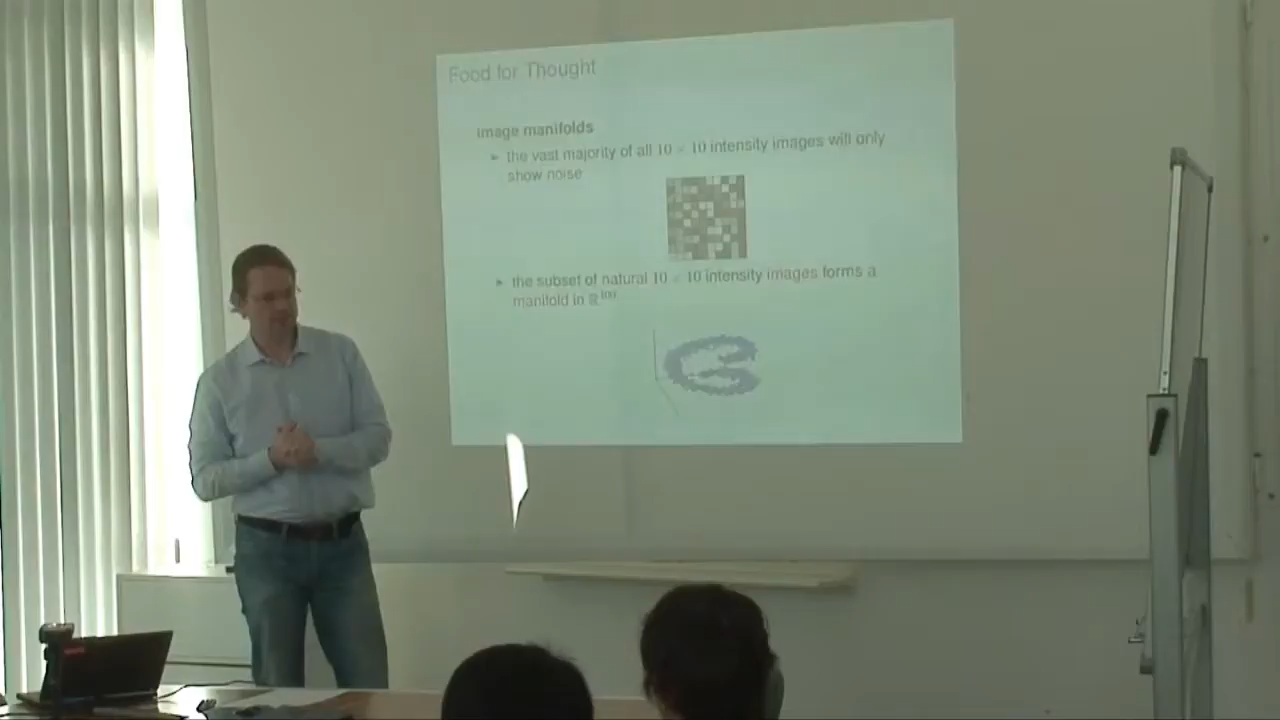 Food for Thought
image manifolds
► the vast majority of all 10 × 10 intensity images will only
show noise
► the subset of natural 10 × 10 intensity images forms a
manifold in ℝ¹⁰⁰